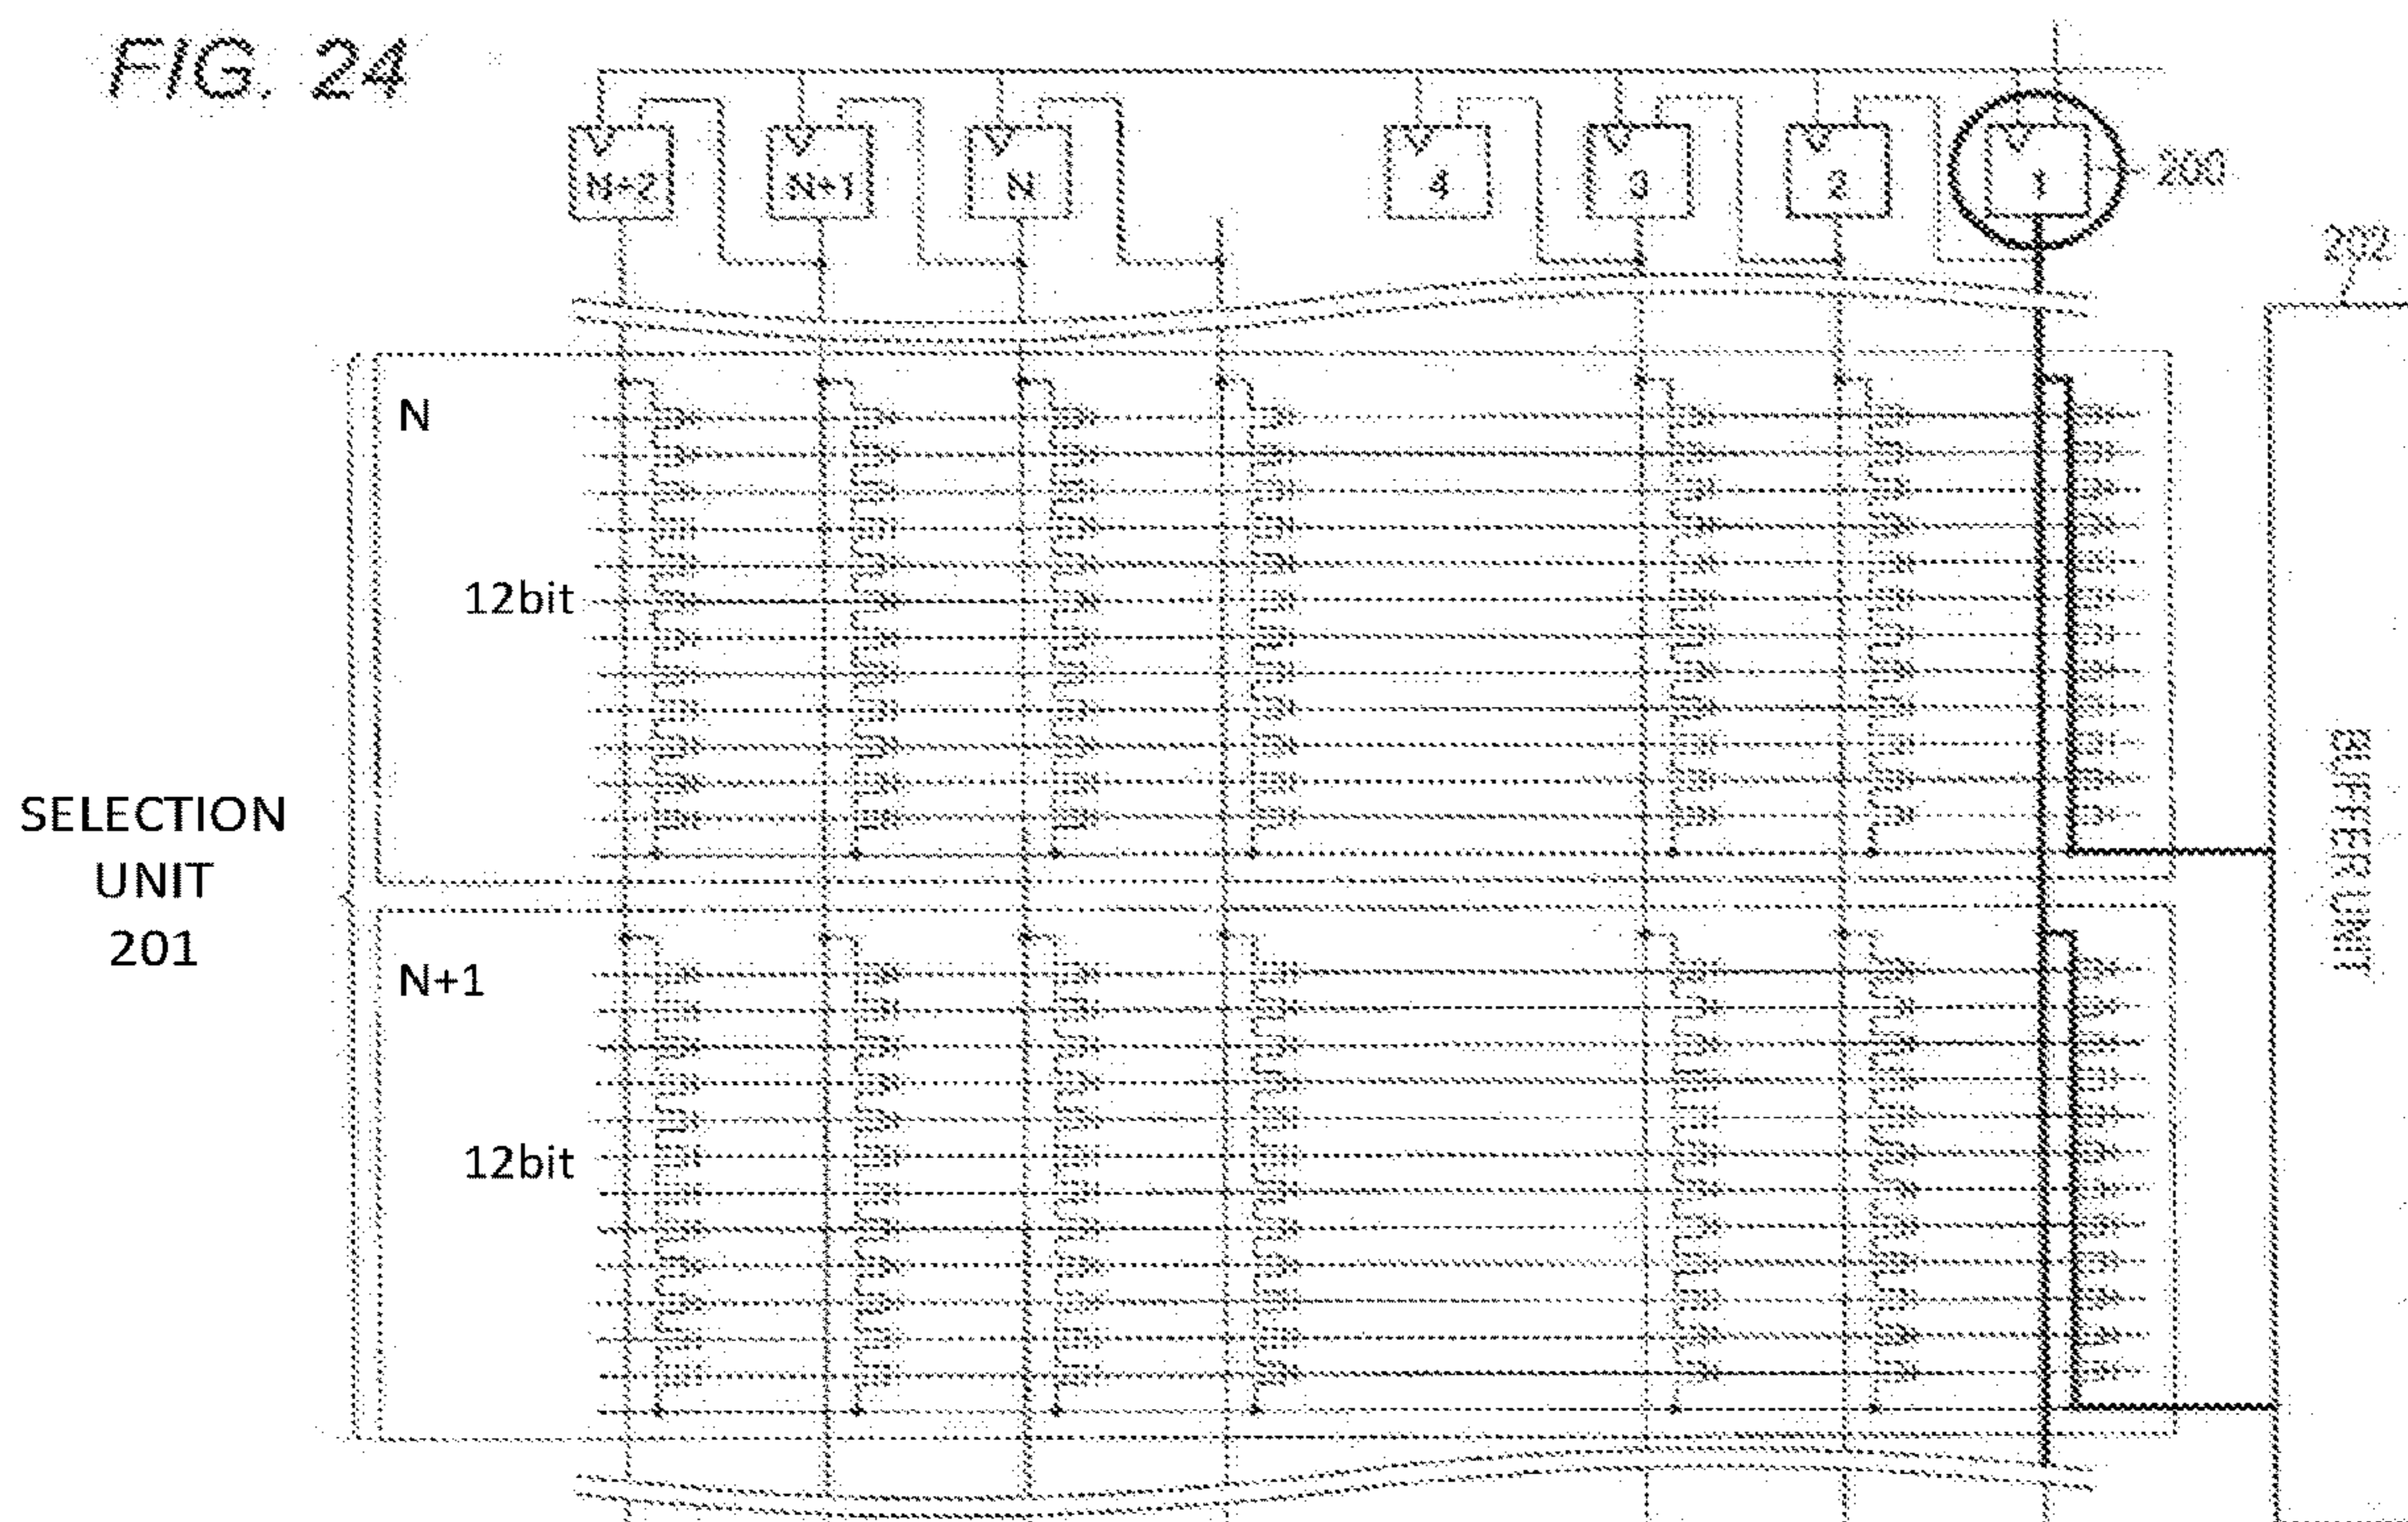 FIG. 24
N+2
N+1
N
4
3
2
1
200
202
N
12bit
SELECTION
UNIT
201
N+1
12bit
BUFFER UNIT